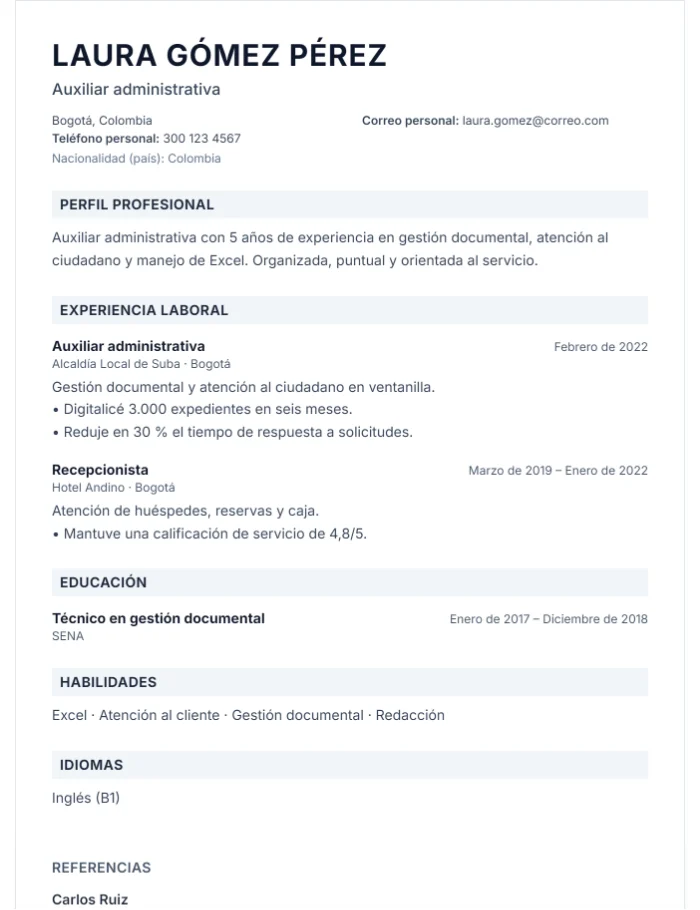 LAURA GÓMEZ PÉREZ
Auxiliar administrativa
Bogotá, Colombia
Correo personal: laura.gomez@correo.com
Teléfono personal: 300 123 4567
Nacionalidad (país): Colombia
PERFIL PROFESIONAL
Auxiliar administrativa con 5 años de experiencia en gestión documental, atención al
ciudadano y manejo de Excel. Organizada, puntual y orientada al servicio.
EXPERIENCIA LABORAL
Auxiliar administrativa
Febrero de 2022
Alcaldía Local de Suba · Bogotá
Gestión documental y atención al ciudadano en ventanilla.
• Digitalicé 3.000 expedientes en seis meses.
• Reduje en 30 % el tiempo de respuesta a solicitudes.
Recepcionista
Marzo de 2019 – Enero de 2022
Hotel Andino · Bogotá
Atención de huéspedes, reservas y caja.
• Mantuve una calificación de servicio de 4,8/5.
EDUCACIÓN
Técnico en gestión documental
Enero de 2017 – Diciembre de 2018
SENA
HABILIDADES
Excel · Atención al cliente · Gestión documental · Redacción
IDIOMAS
Inglés (B1)
REFERENCIAS
Carlos Ruiz